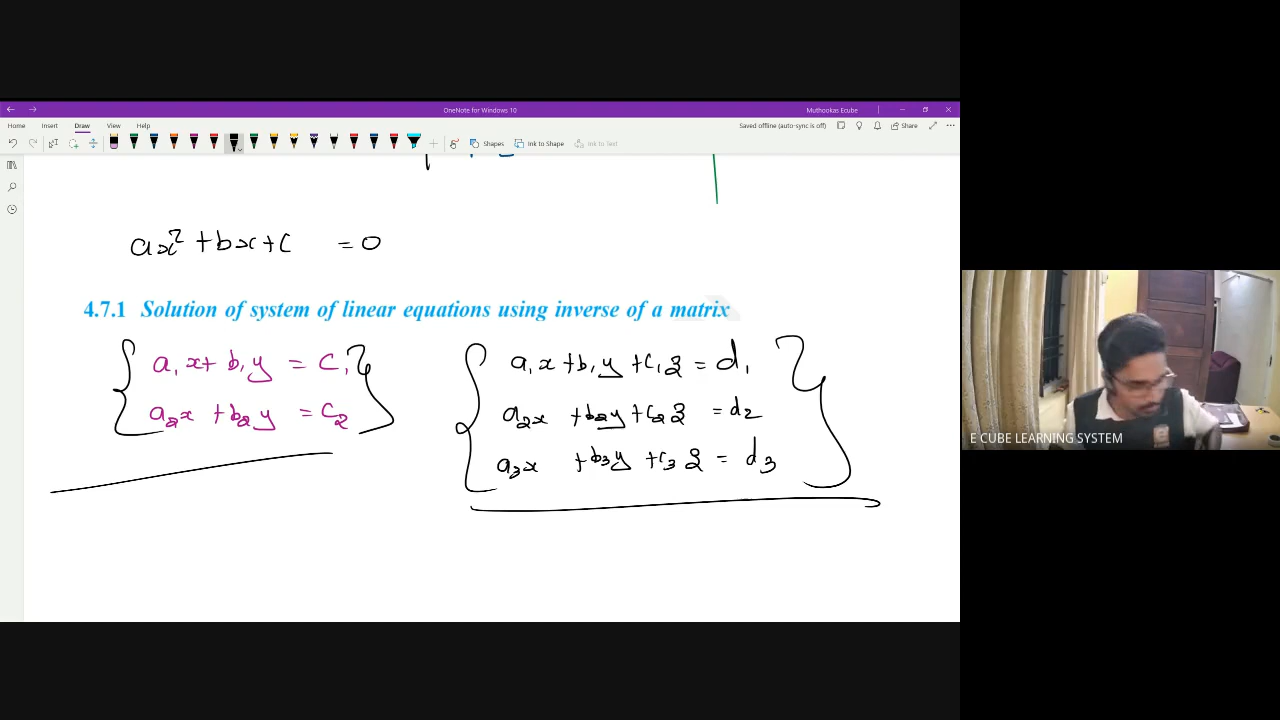 OneNote for Windows 10
Muthookas Ecube
Home Insert Draw View Help
Saved offline (auto-sync is off) Share
Shapes Ink to Shape Ink to Text
ax² + bx + c = 0
4.7.1 Solution of system of linear equations using inverse of a matrix
a₁x + b₁y = c₁
a₂x + b₂y = c₂
a₁x + b₁y + c₁z = d₁
a₂x + b₂y + c₂z = d₂
a₃x + b₃y + c₃z = d₃
E CUBE LEARNING SYSTEM